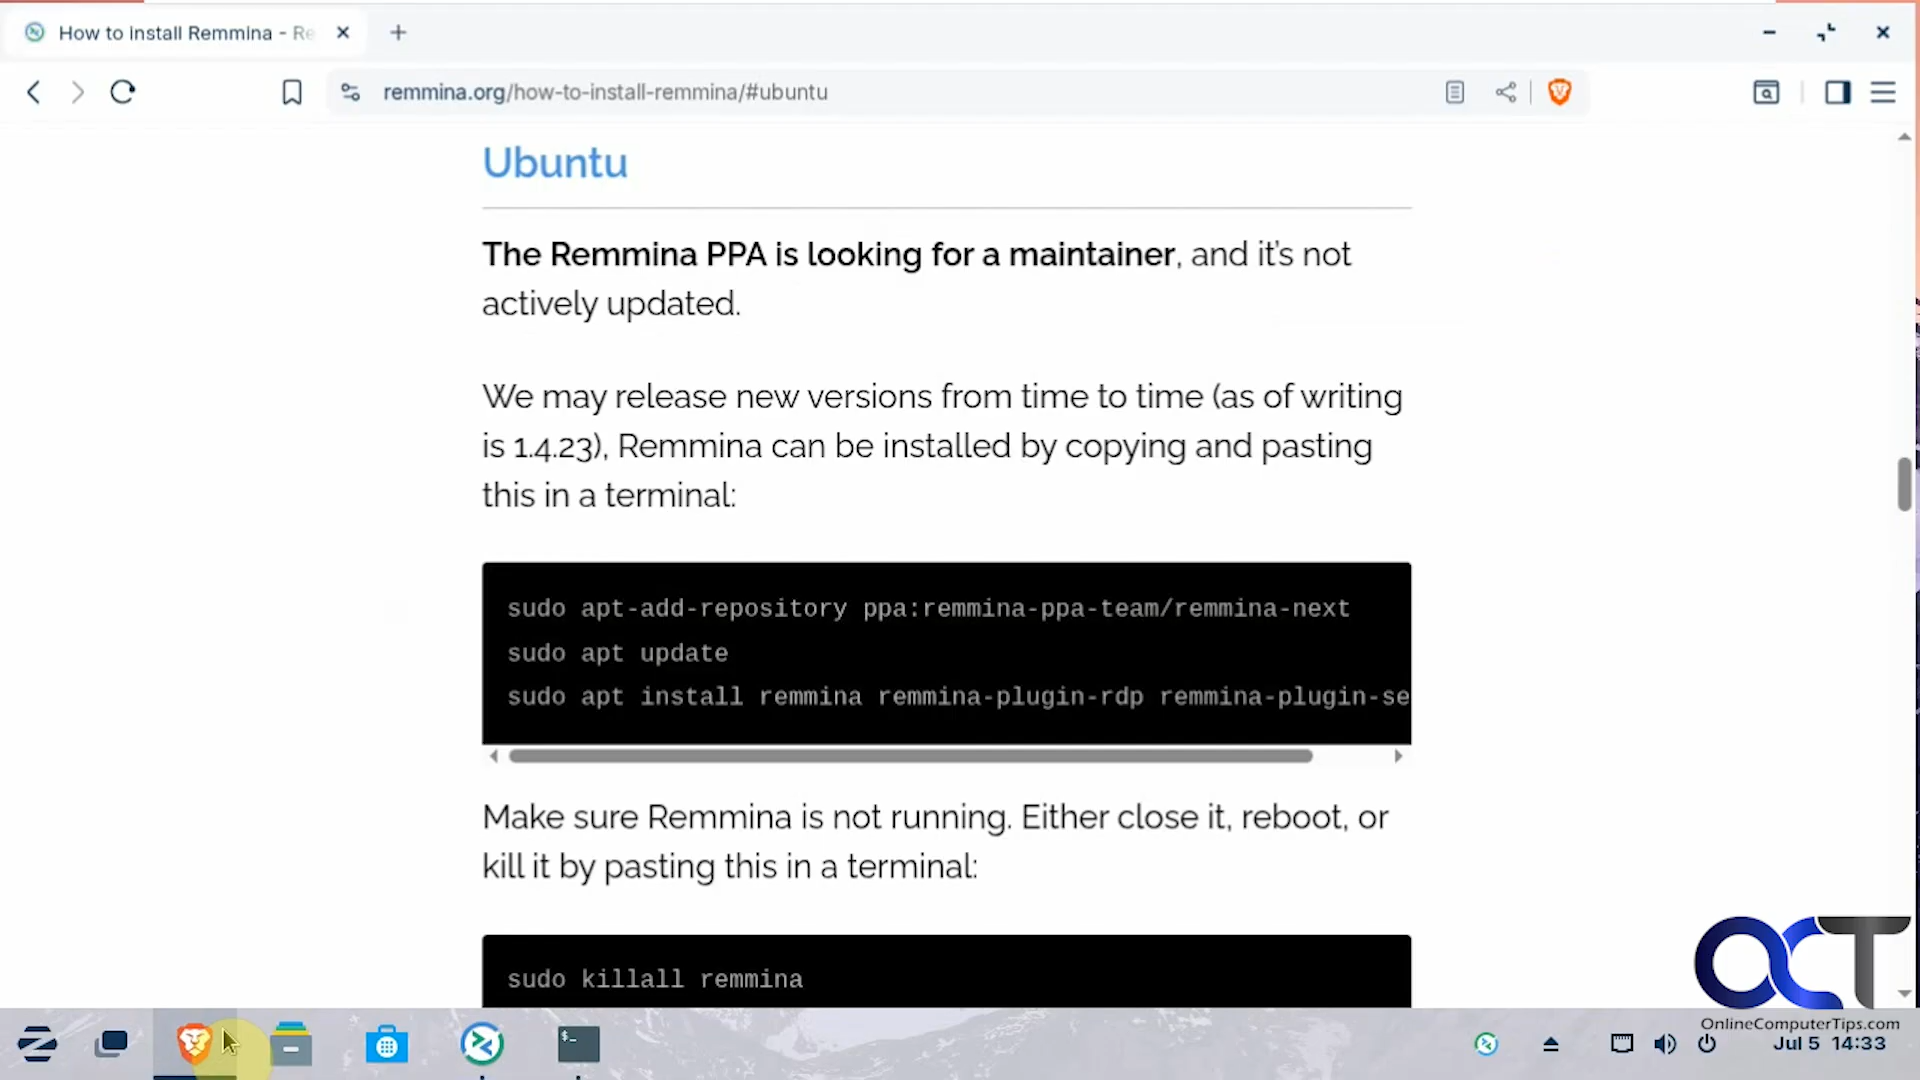 How to install Remmina - Re
remmina.org/how-to-install-remmina/#ubuntu
Ubuntu
The Remmina PPA is looking for a maintainer, and it's not
actively updated.
We may release new versions from time to time (as of writing
is 1.4.23), Remmina can be installed by copying and pasting
this in a terminal:
sudo apt-add-repository ppa:remmina-ppa-team/remmina-next
sudo apt update
sudo apt install remmina remmina-plugin-rdp remmina-plugin-se
Make sure Remmina is not running. Either close it, reboot, or
kill it by pasting this in a terminal:
sudo killall remmina
OCT
OnlineComputerTips.com
$_
Jul 5 14:33